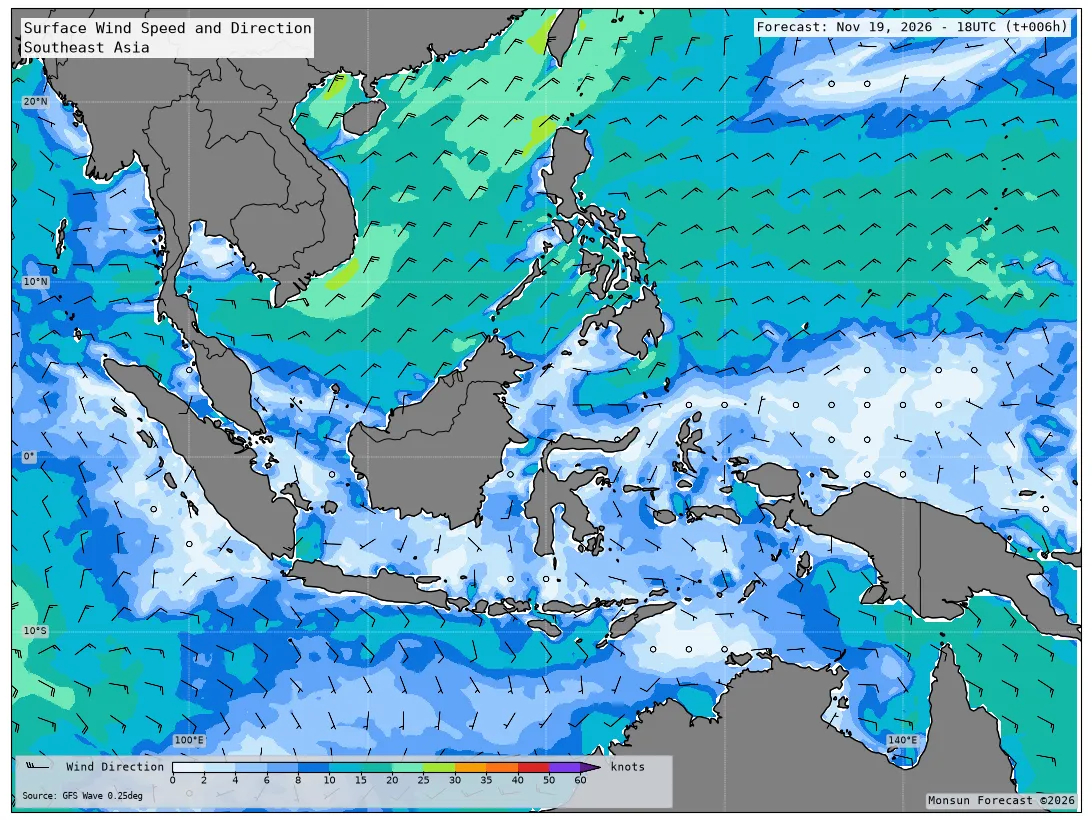 Surface Wind Speed and Direction
Southeast Asia
Forecast: Nov 19, 2026 - 18UTC (t+006h)
20°N
10°N
0°
10°S
100°E
140°E
Wind Direction
0 2 4 6 8 10 15 20 25 30 35 40 50 60
knots
Source: GFS Wave 0.25deg
Monsun Forecast ©2026